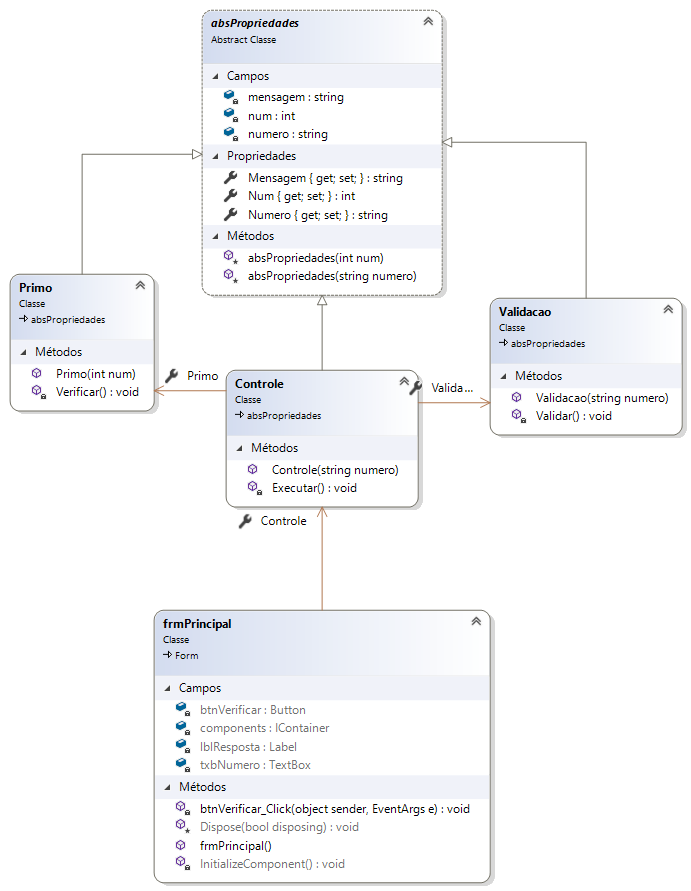 absPropriedades
Abstract Classe
Campos
mensagem : string
num : int
numero : string
Propriedades
Mensagem { get; set; } : string
Num { get; set; } : int
Numero { get; set; } : string
Métodos
absPropriedades(int num)
absPropriedades(string numero)
Primo
Classe
absPropriedades
Métodos
Primo(int num)
Verificar() : void
Primo
Controle
Classe
absPropriedades
Métodos
Controle(string numero)
Executar() : void
Valida...
Validacao
Classe
absPropriedades
Métodos
Validacao(string numero)
Validar() : void
Controle
frmPrincipal
Classe
Form
Campos
btnVerificar : Button
components : IContainer
lblResposta : Label
txbNumero : TextBox
Métodos
btnVerificar_Click(object sender, EventArgs e) : void
Dispose(bool disposing) : void
frmPrincipal()
InitializeComponent() : void